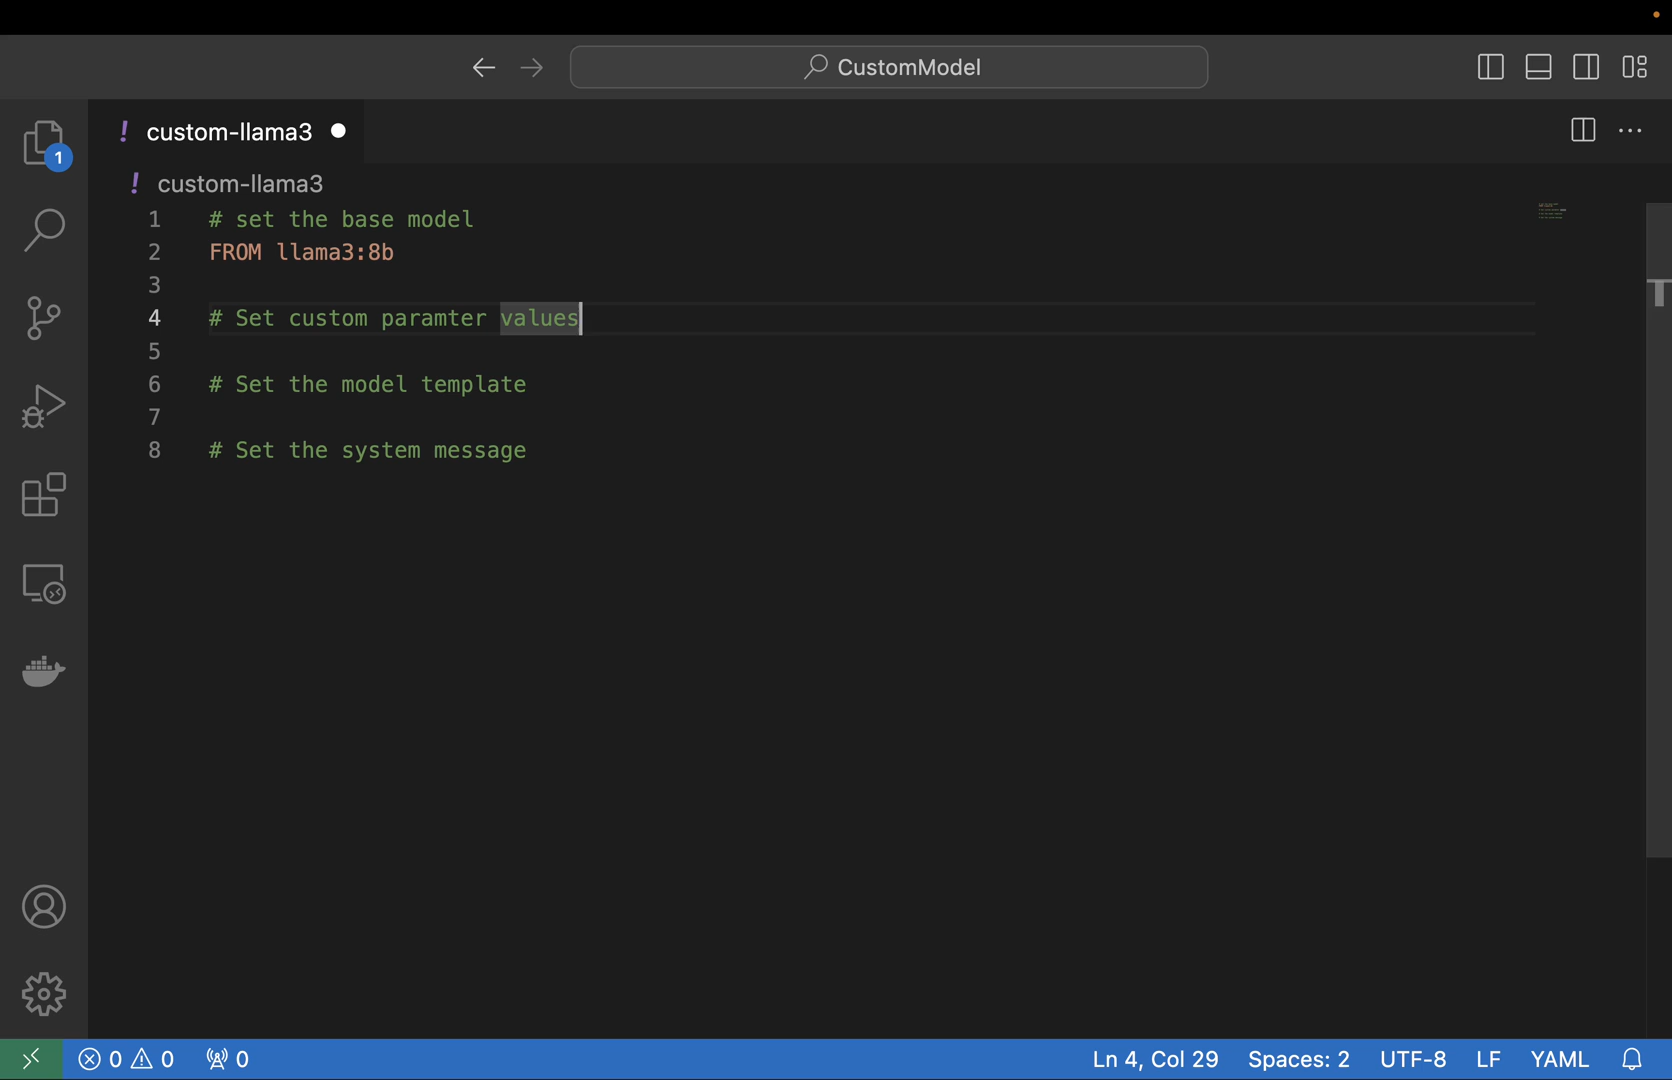 CustomModel
custom-llama3
1
custom-llama3
1 # set the base model
2 FROM llama3:8b
3
4 # Set custom paramter values
5
6 # Set the model template
7
8 # Set the system message
0 0 0 Ln 4, Col 29 Spaces: 2 UTF-8 LF YAML